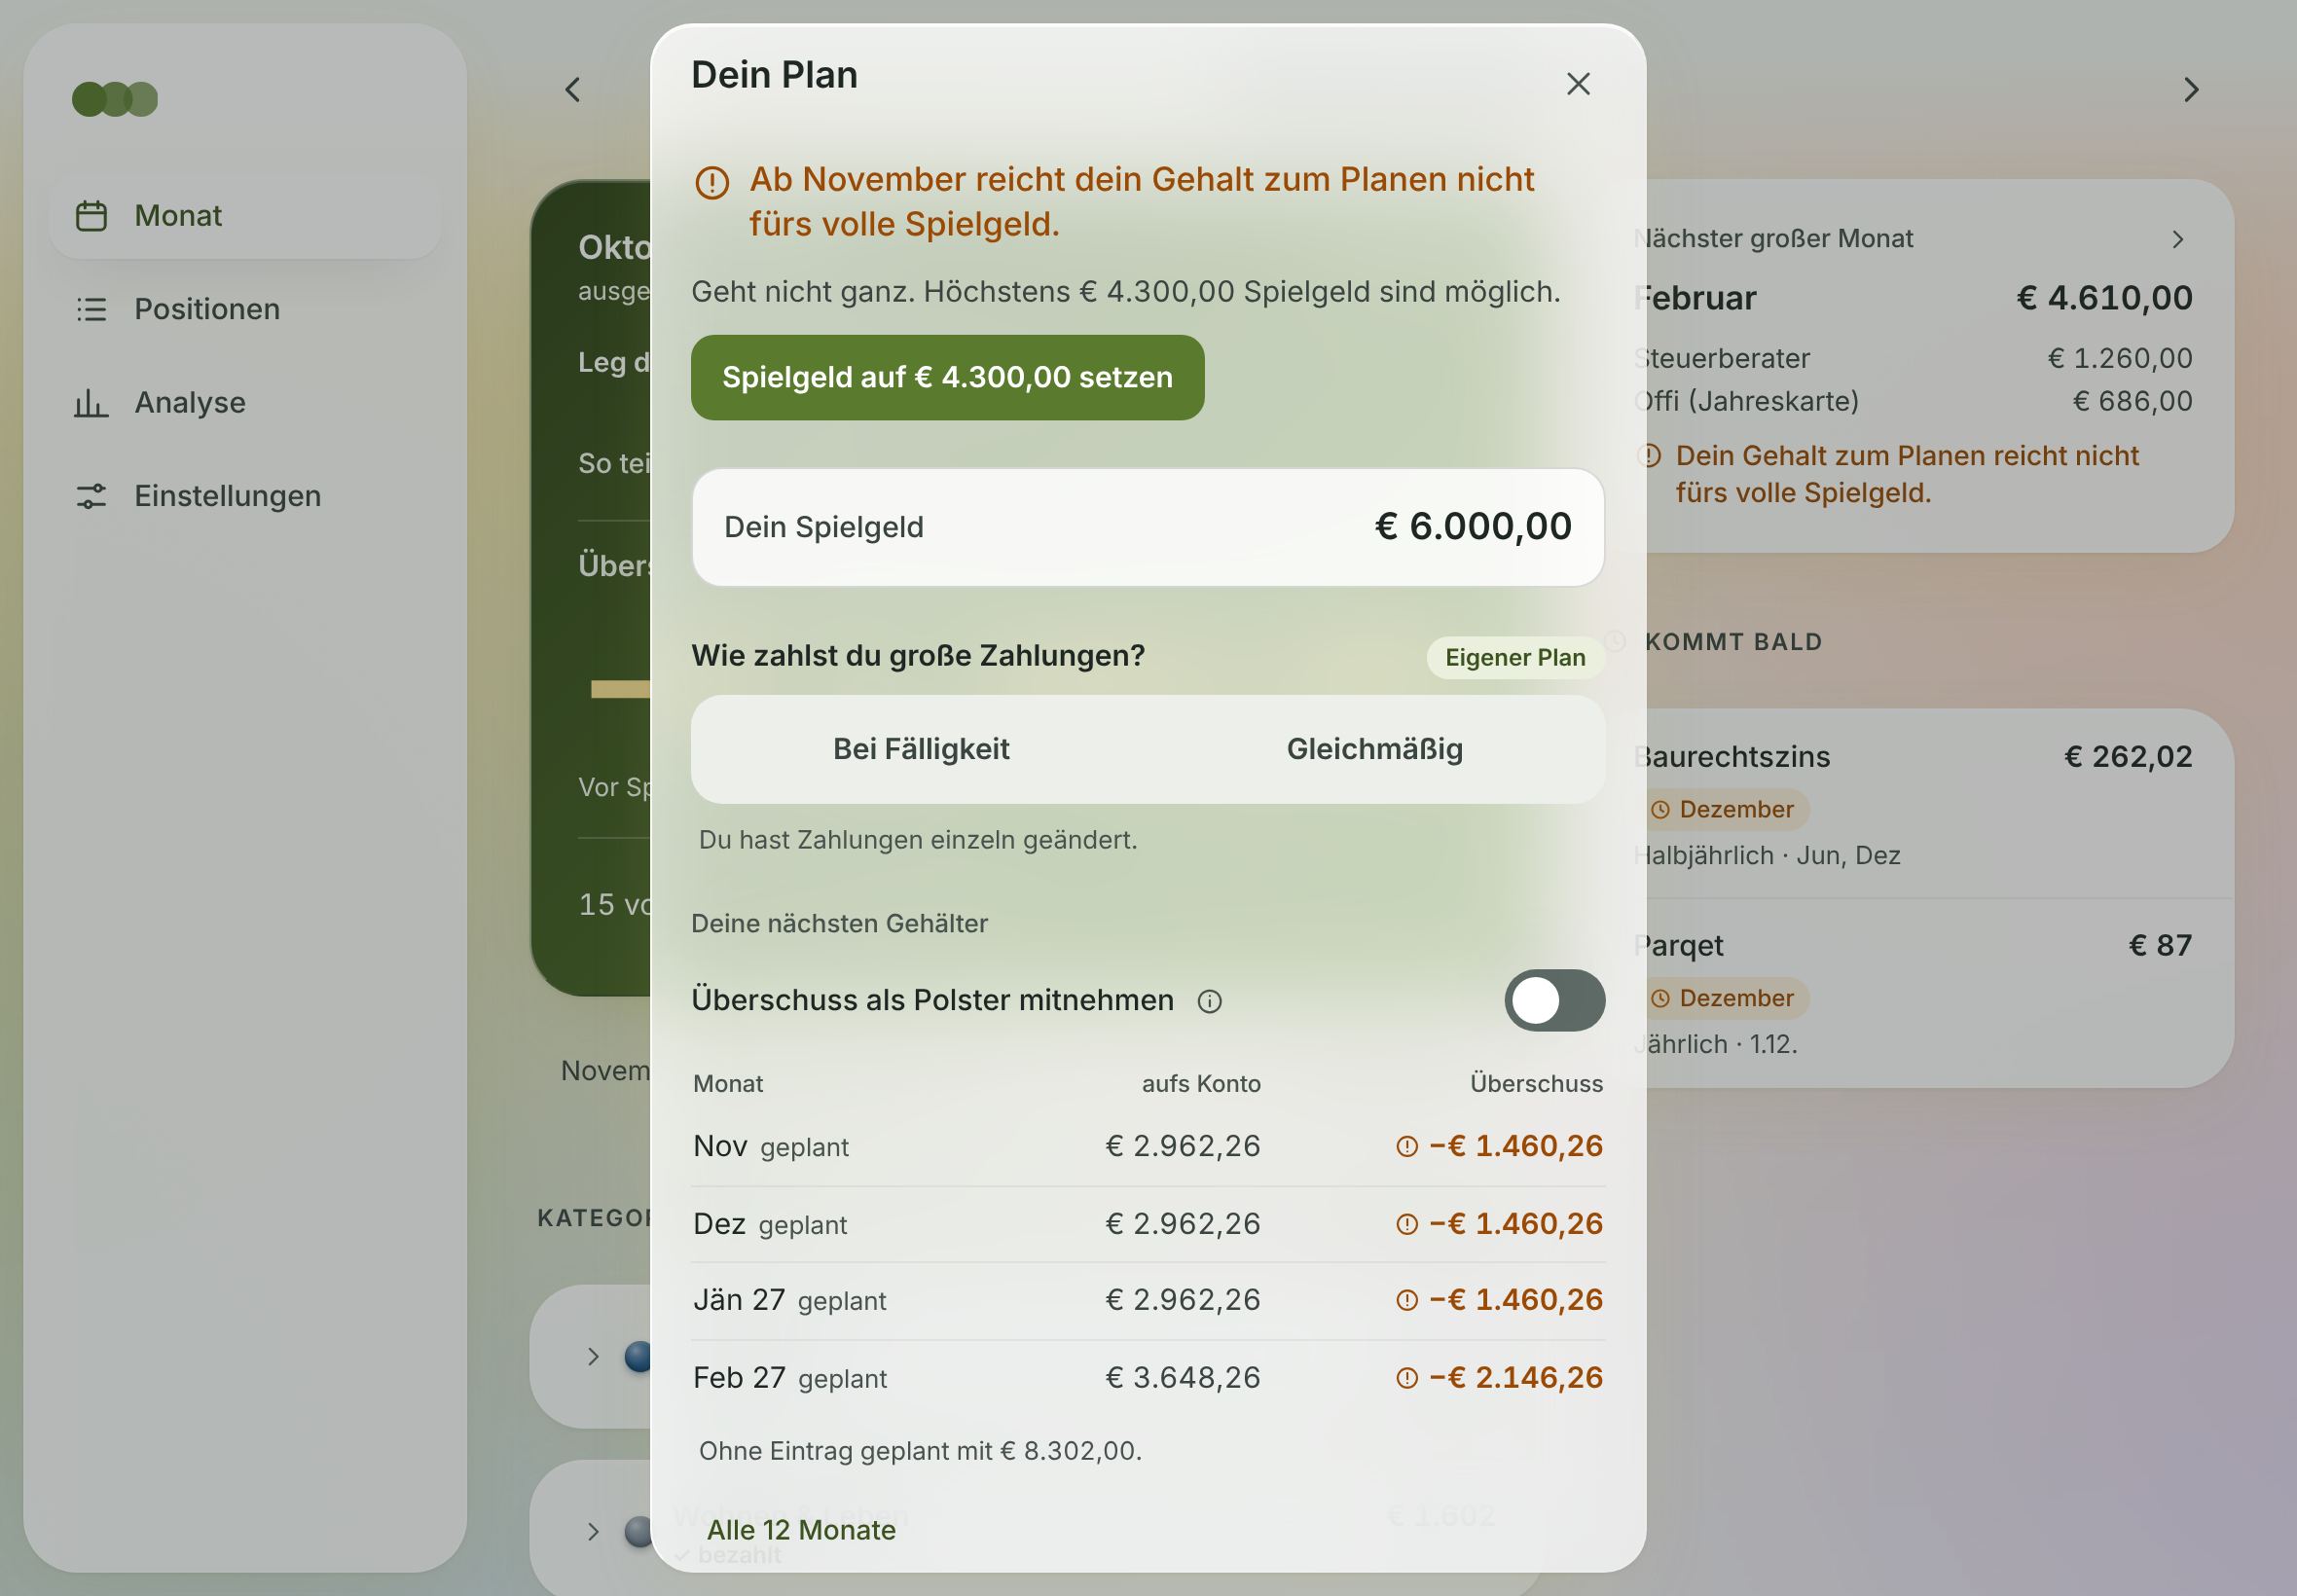 Monat
Positionen
Analyse
Einstellungen
Dein Plan
Ab November reicht dein Gehalt zum Planen nicht
fürs volle Spielgeld.
Geht nicht ganz. Höchstens € 4.300,00 Spielgeld sind möglich.
Spielgeld auf € 4.300,00 setzen
Dein Spielgeld € 6.000,00
Wie zahlst du große Zahlungen? Eigener Plan
Bei Fälligkeit Gleichmäßig
Du hast Zahlungen einzeln geändert.
Deine nächsten Gehälter
Überschuss als Polster mitnehmen
Monat aufs Konto Überschuss
Nov geplant € 2.962,26 −€ 1.460,26
Dez geplant € 2.962,26 −€ 1.460,26
Jän 27 geplant € 2.962,26 −€ 1.460,26
Feb 27 geplant € 3.648,26 −€ 2.146,26
Ohne Eintrag geplant mit € 8.302,00.
€ 1.602
Alle 12 Monate
bezahlt
Nächster großer Monat
Februar € 4.610,00
Steuerberater € 1.260,00
Öffi (Jahreskarte) € 686,00
Dein Gehalt zum Planen reicht nicht
fürs volle Spielgeld.
KOMMT BALD
Baurechtszins € 262,02
Dezember
Halbjährlich · Jun, Dez
Parqet € 87
Dezember
Jährlich · 1.12.